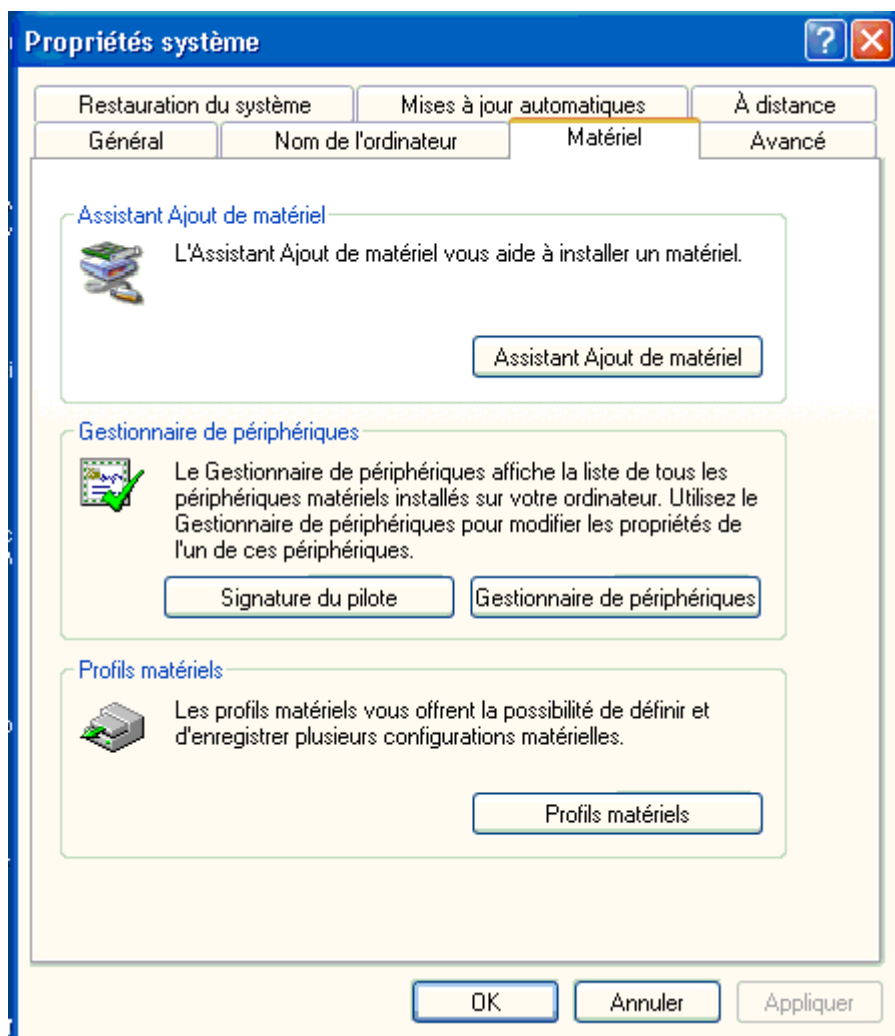 Propriétés système
Restauration du système
Mises à jour automatiques
À distance
Général
Nom de l'ordinateur
Matériel
Avancé
Assistant Ajout de matériel
L'Assistant Ajout de matériel vous aide à installer un matériel.
Assistant Ajout de matériel
Gestionnaire de périphériques
Le Gestionnaire de périphériques affiche la liste de tous les
périphériques matériels installés sur votre ordinateur. Utilisez le
Gestionnaire de périphériques pour modifier les propriétés de
l'un de ces périphériques.
Signature du pilote
Gestionnaire de périphériques
Profils matériels
Les profils matériels vous offrent la possibilité de définir et
d'enregistrer plusieurs configurations matérielles.
Profils matériels
OK
Annuler
Appliquer